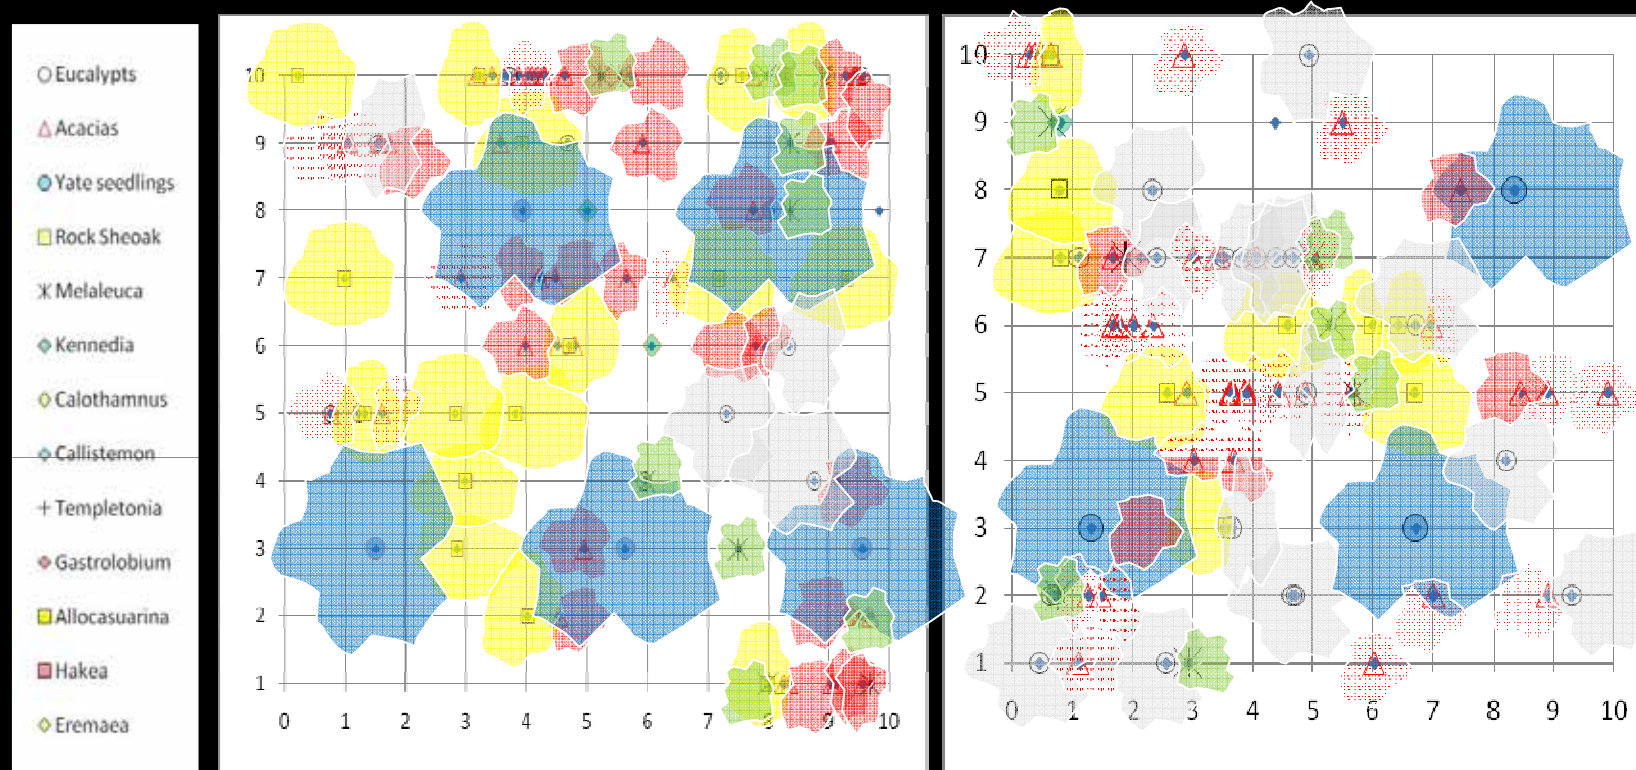 Eucalypts
Acacias
Yate seedlings
Rock Sheoak
Melaleuca
Kennedia
Calothamnus
Callistemon
Templetonia
Gastrolobium
Allocasuarina
Hakea
Eremaea
10
9
8
7
6
5
4
3
2
1
0 1 2 3 4 5 6 7 8 9 10
10
9
8
7
6
5
4
3
2
1
0 1 2 3 4 5 6 7 8 9 10